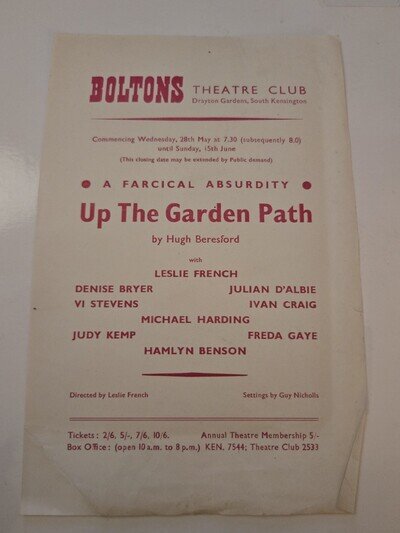 BOLTONS THEATRE CLUB
Drayton Gardens, South Kensington
Commencing Wednesday, 28th May at 7.30 (subsequently 8.0)
until Sunday, 15th June
(This closing date may be extended by Public demand)
● A FARCICAL ABSURDITY ●
Up The Garden Path
by Hugh Beresford
with
LESLIE FRENCH
DENISE BRYER JULIAN D'ALBIE
VI STEVENS IVAN CRAIG
MICHAEL HARDING
JUDY KEMP FREDA GAYE
HAMLYN BENSON
Directed by Leslie French Settings by Guy Nicholls
Tickets: 2/6, 5/-, 7/6, 10/6. Annual Theatre Membership 5/-
Box Office: (open 10 a.m. to 8 p.m.) KEN. 7544; Theatre Club 2533